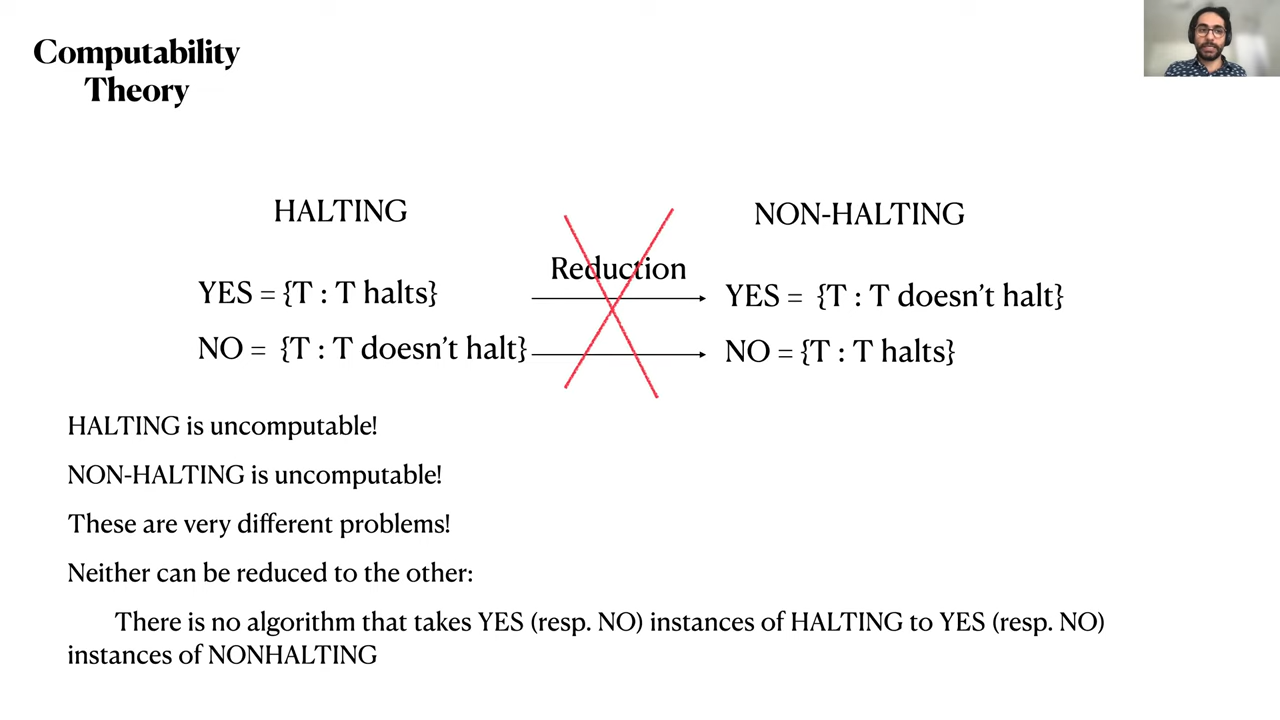 Computability
Theory
HALTING
NON-HALTING
Reduction
YES = {T : T halts}
YES = {T : T doesn’t halt}
NO = {T : T doesn’t halt}
NO = {T : T halts}
HALTING is uncomputable!
NON-HALTING is uncomputable!
These are very different problems!
Neither can be reduced to the other:
There is no algorithm that takes YES (resp. NO) instances of HALTING to YES (resp. NO)
instances of NONHALTING